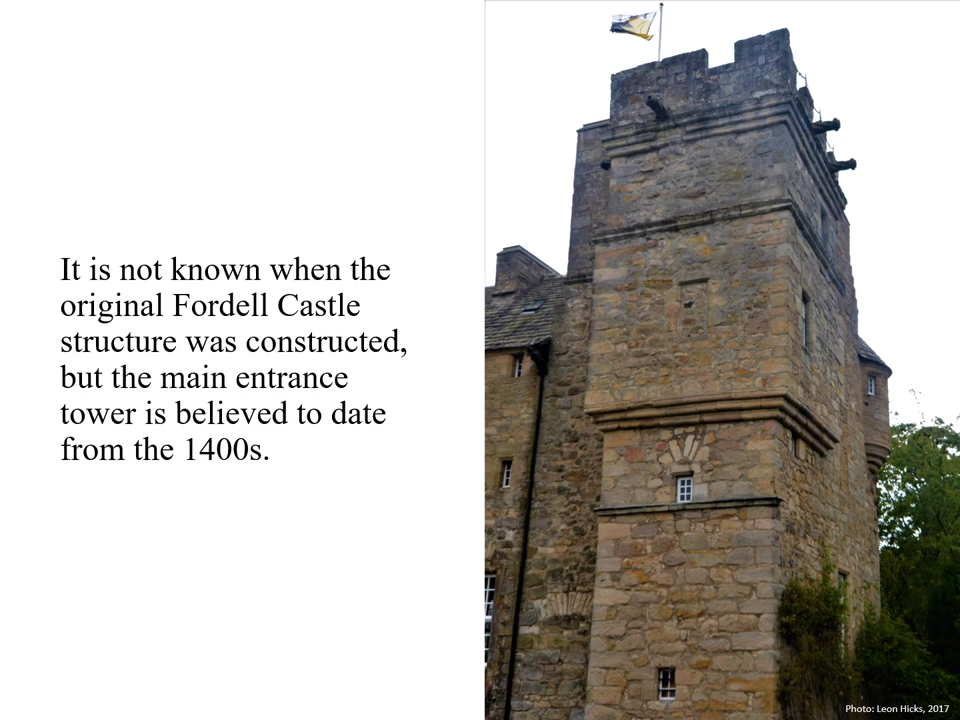 It is not known when the
original Fordell Castle
structure was constructed,
but the main entrance
tower is believed to date
from the 1400s.
Photo: Leon Hicks, 2017